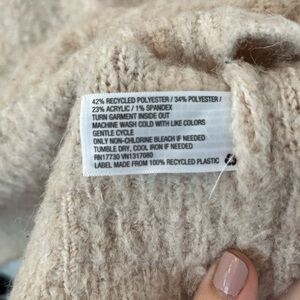 42% RECYCLED POLYESTER / 34% POLYESTER /
23% ACRYLIC / 1% SPANDEX
TURN GARMENT INSIDE OUT
MACHINE WASH COLD WITH LIKE COLORS
GENTLE CYCLE
ONLY NON-CHLORINE BLEACH IF NEEDED
TUMBLE DRY, COOL IRON IF NEEDED
RN17730 VN1317080
LABEL MADE FROM 100% RECYCLED PLASTIC